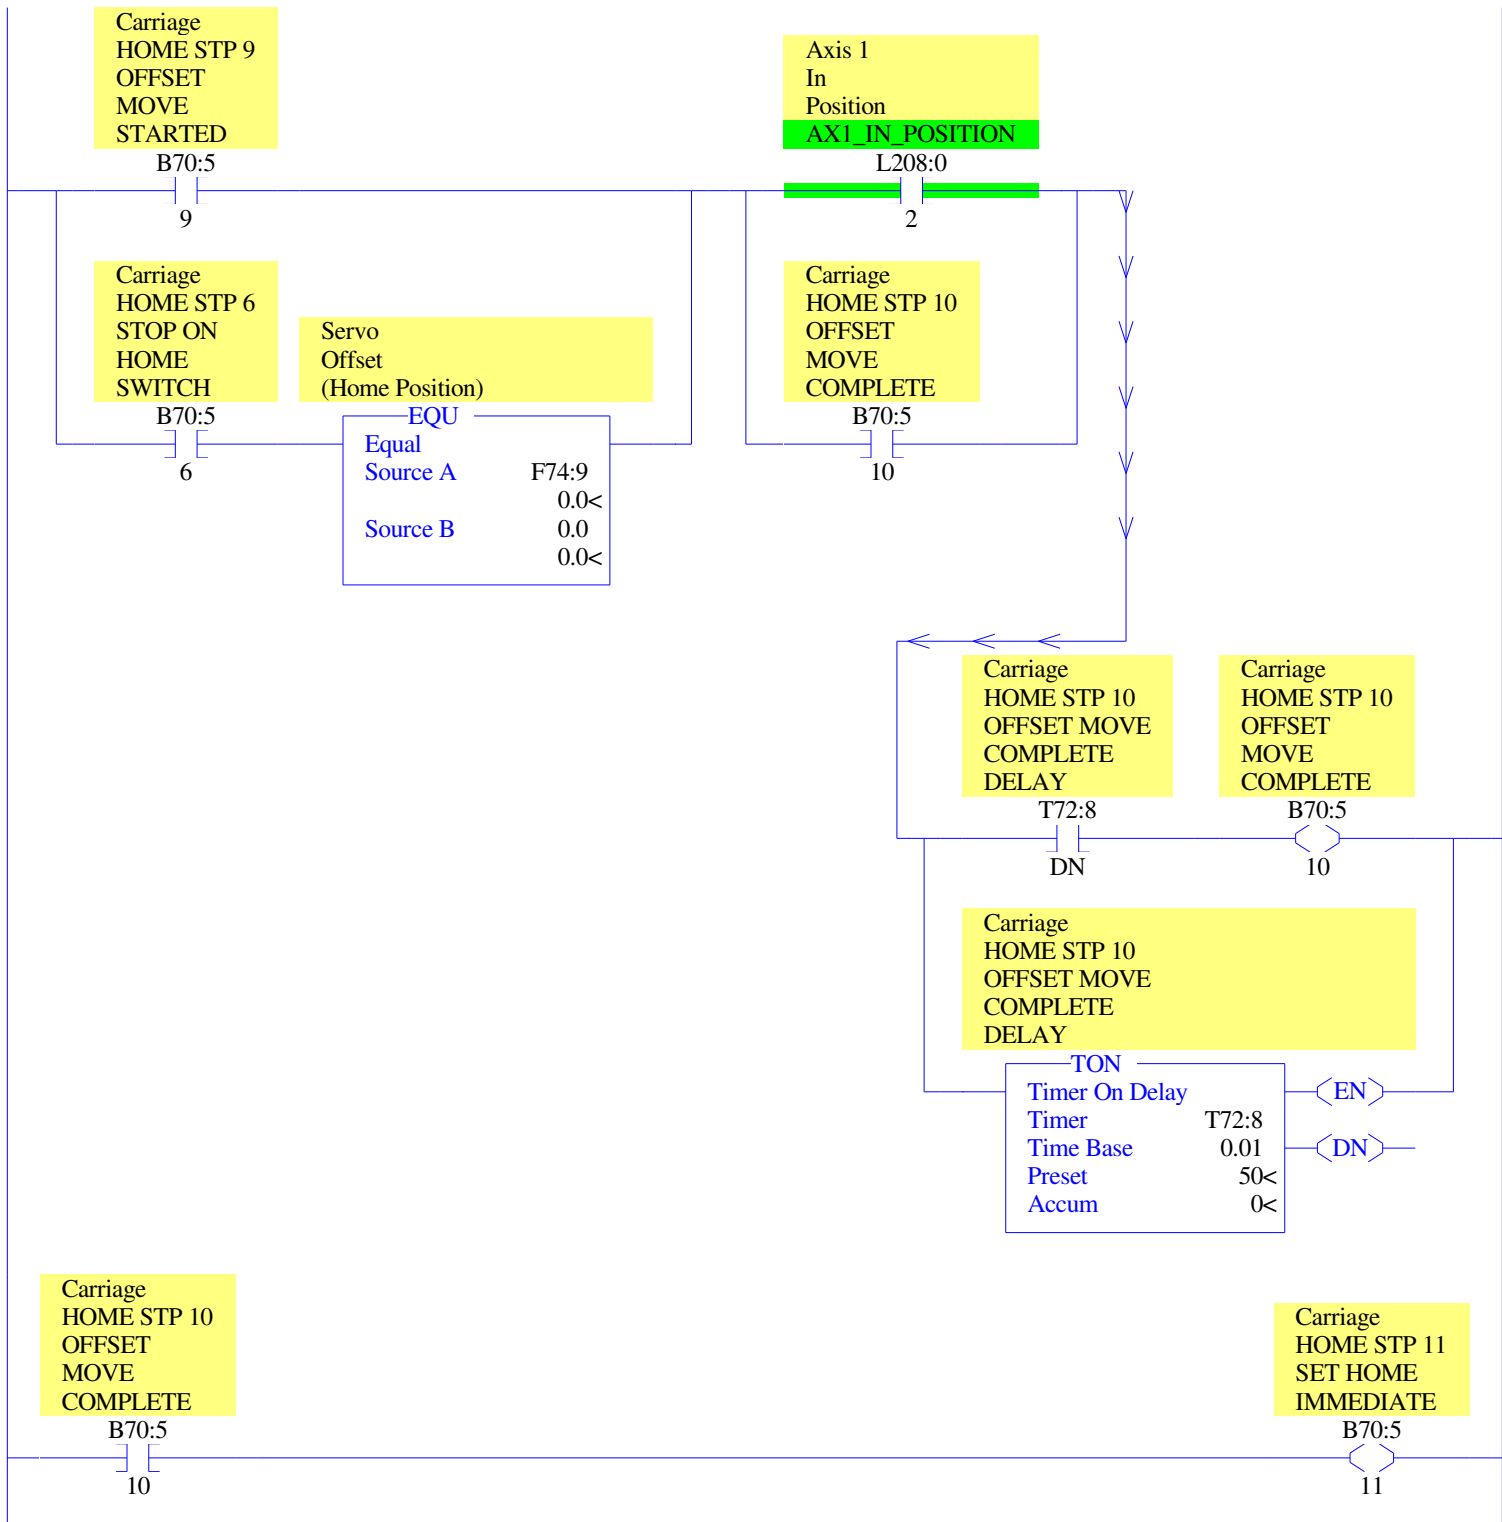 Carriage
HOME STP 9
OFFSET
MOVE
STARTED
B70:5
9
Axis 1
In
Position
AX1_IN_POSITION
L208:0
2
Carriage
HOME STP 6
STOP ON
HOME
SWITCH
B70:5
6
Servo
Offset
(Home Position)
EQU
Equal
Source A F74:9
0.0<
Source B 0.0
0.0<
Carriage
HOME STP 10
OFFSET
MOVE
COMPLETE
B70:5
10
Carriage
HOME STP 10
OFFSET MOVE
COMPLETE
DELAY
T72:8
DN
Carriage
HOME STP 10
OFFSET
MOVE
COMPLETE
B70:5
10
Carriage
HOME STP 10
OFFSET MOVE
COMPLETE
DELAY
TON
Timer On Delay EN
Timer T72:8
Time Base 0.01 DN
Preset 50<
Accum 0<
Carriage
HOME STP 10
OFFSET
MOVE
COMPLETE
B70:5
10
Carriage
HOME STP 11
SET HOME
IMMEDIATE
B70:5
11